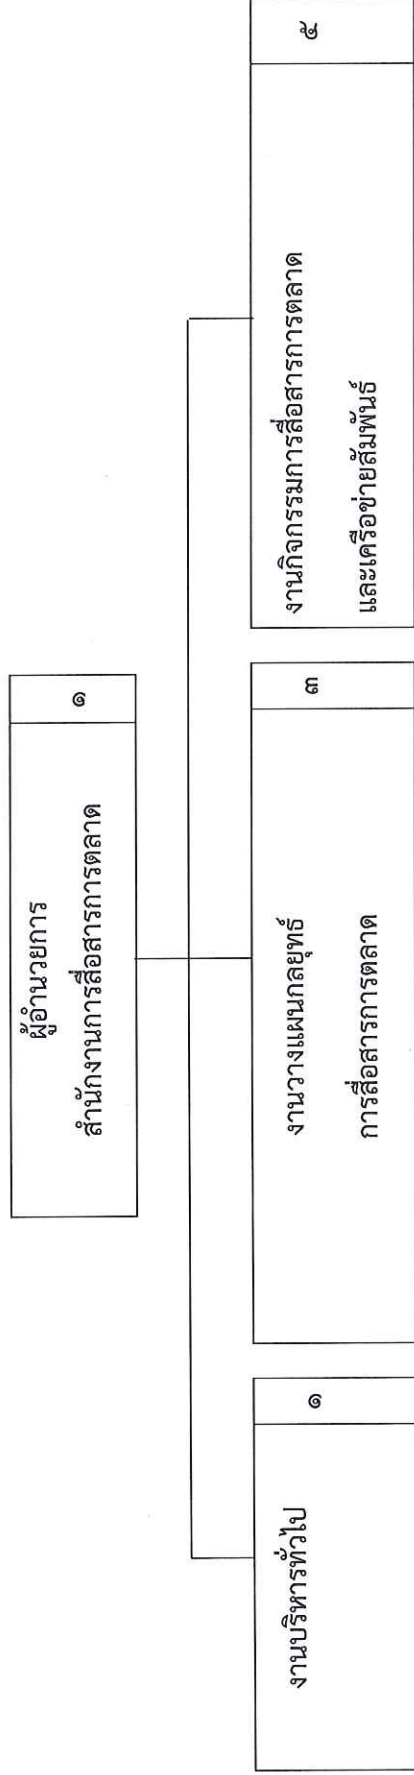 ผู้อำนวยการ
สำนักงานการสื่อสารการตลาด
๑
งานบริหารทั่วไป
๑
งานวางแผนกลยุทธ์
การสื่อสารการตลาด
๓
งานกิจกรรมการสื่อสารการตลาด
และเครือข่ายสัมพันธ์
๕